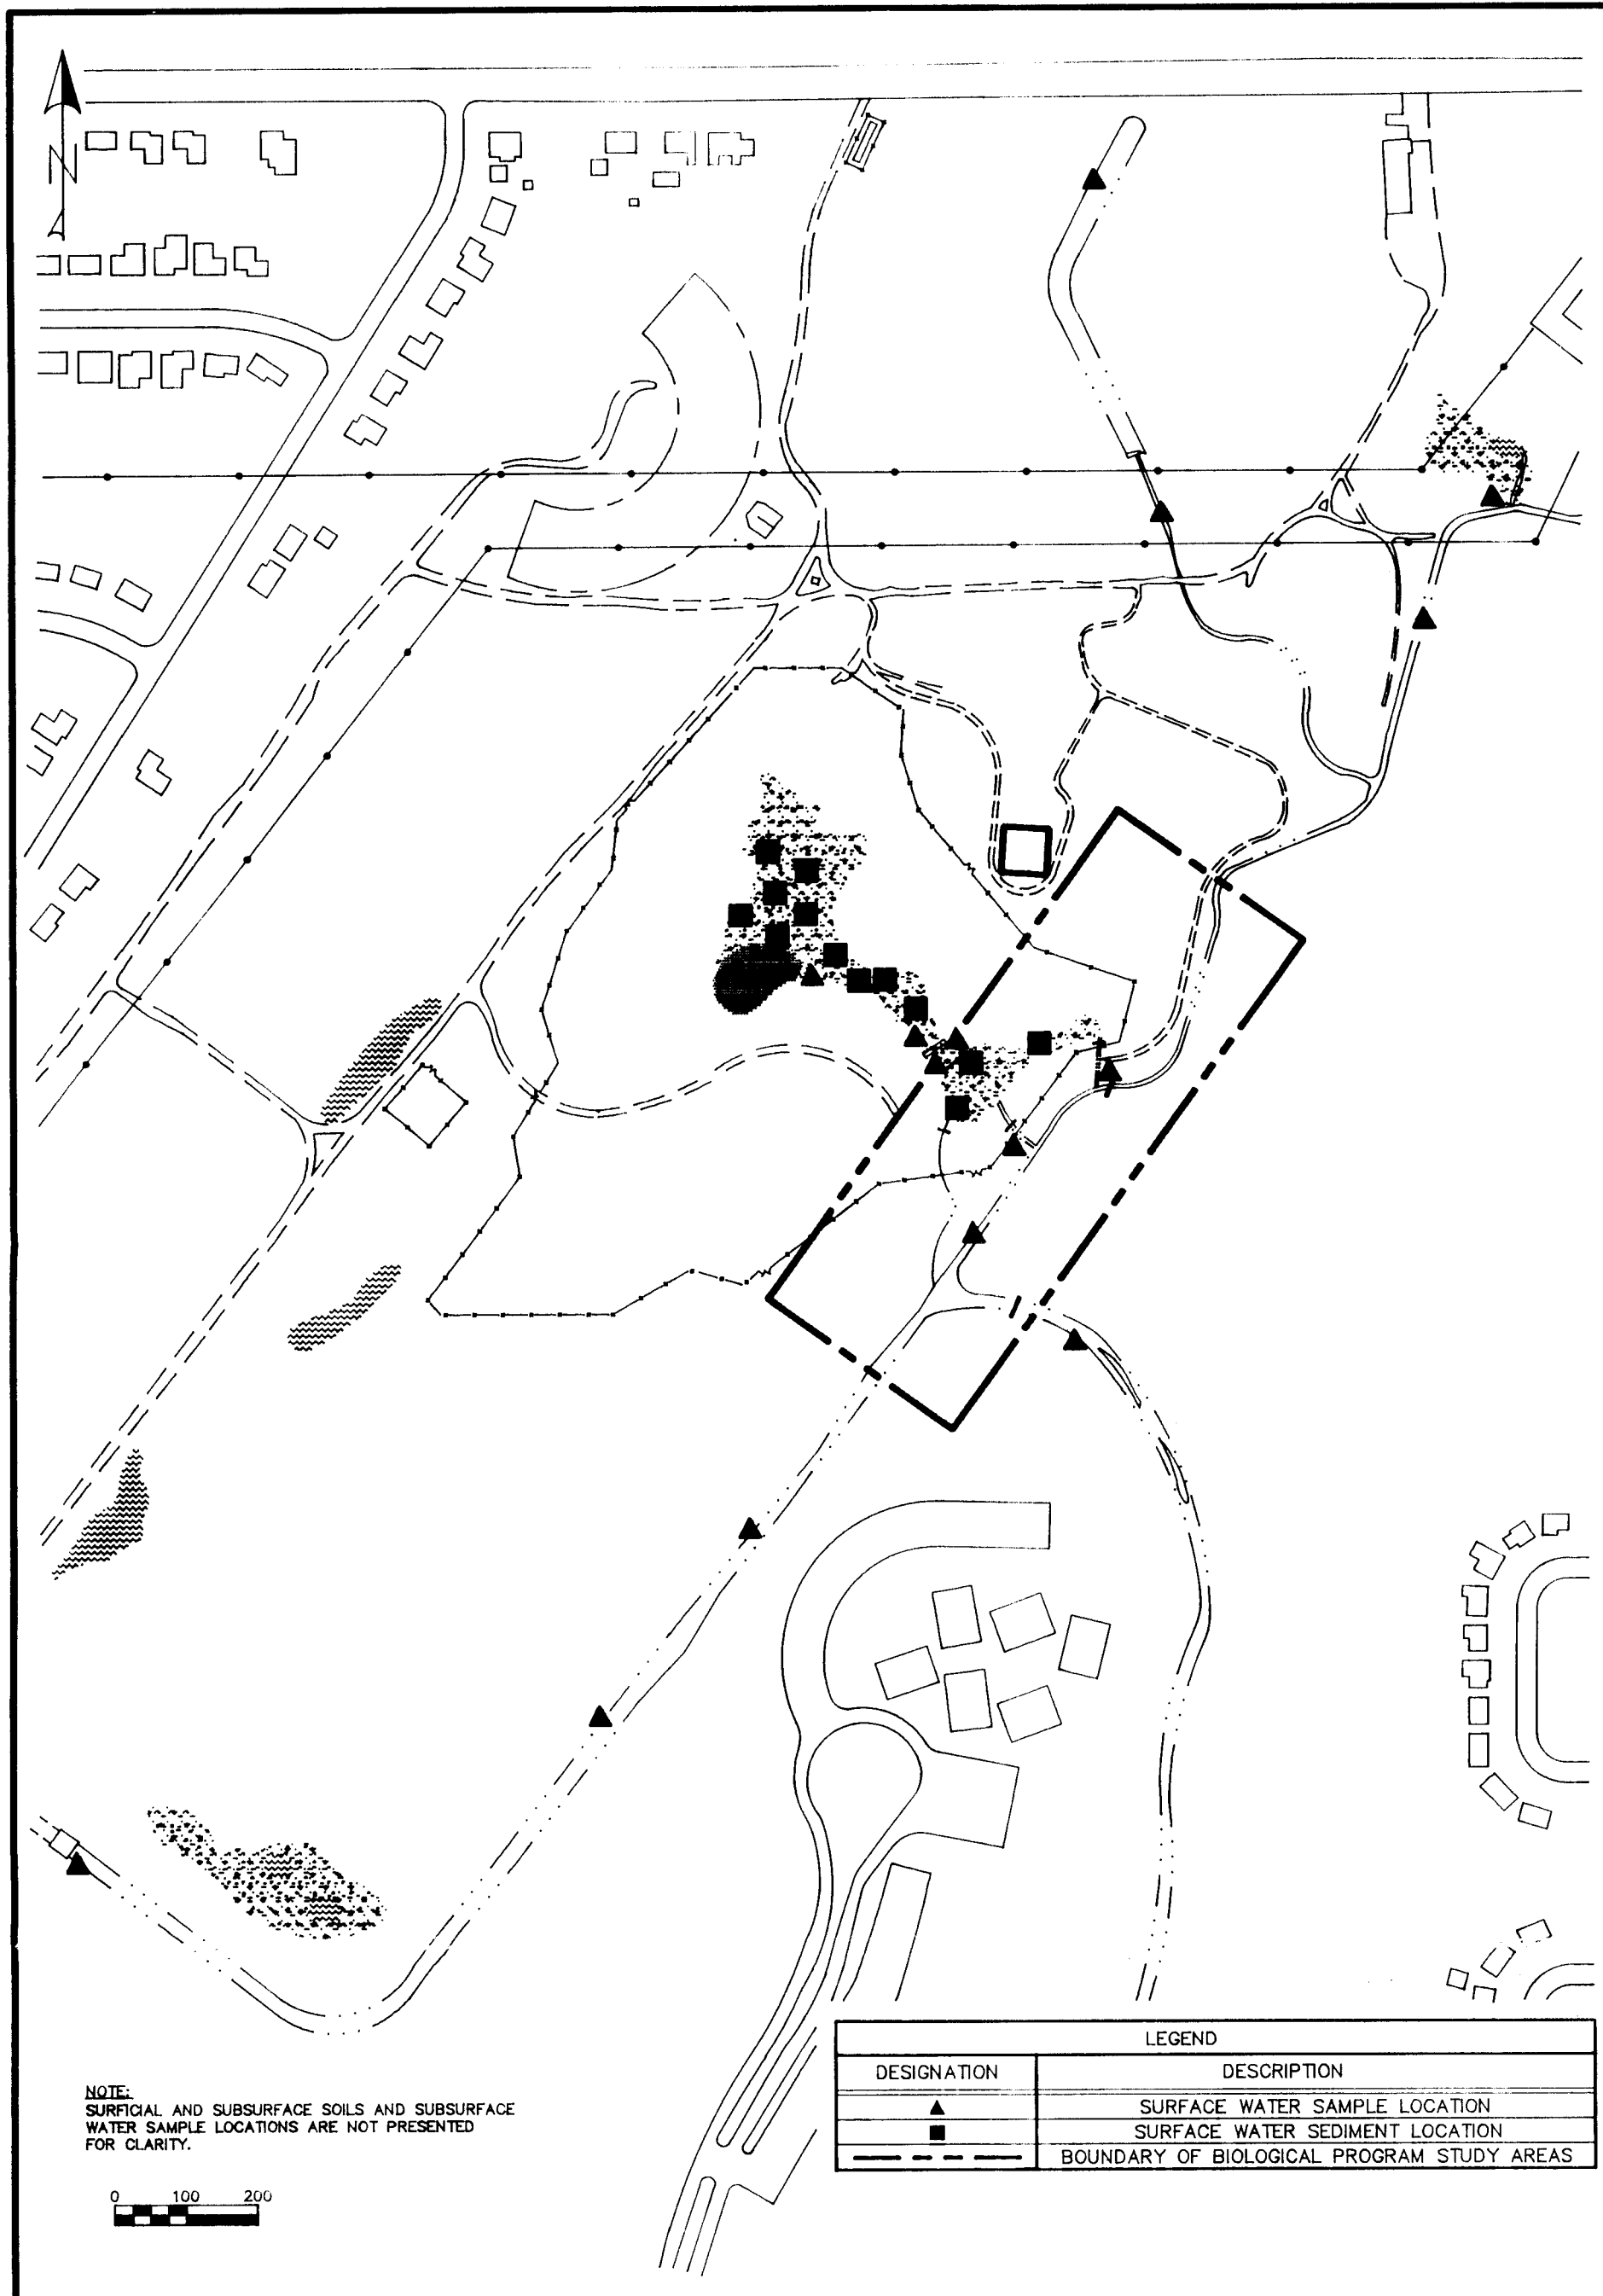 N
NOTE:
SURFICIAL AND SUBSURFACE SOILS AND SUBSURFACE
WATER SAMPLE LOCATIONS ARE NOT PRESENTED
FOR CLARITY.
0 100 200
LEGEND
DESIGNATION DESCRIPTION
SURFACE WATER SAMPLE LOCATION
SURFACE WATER SEDIMENT LOCATION
BOUNDARY OF BIOLOGICAL PROGRAM STUDY AREAS